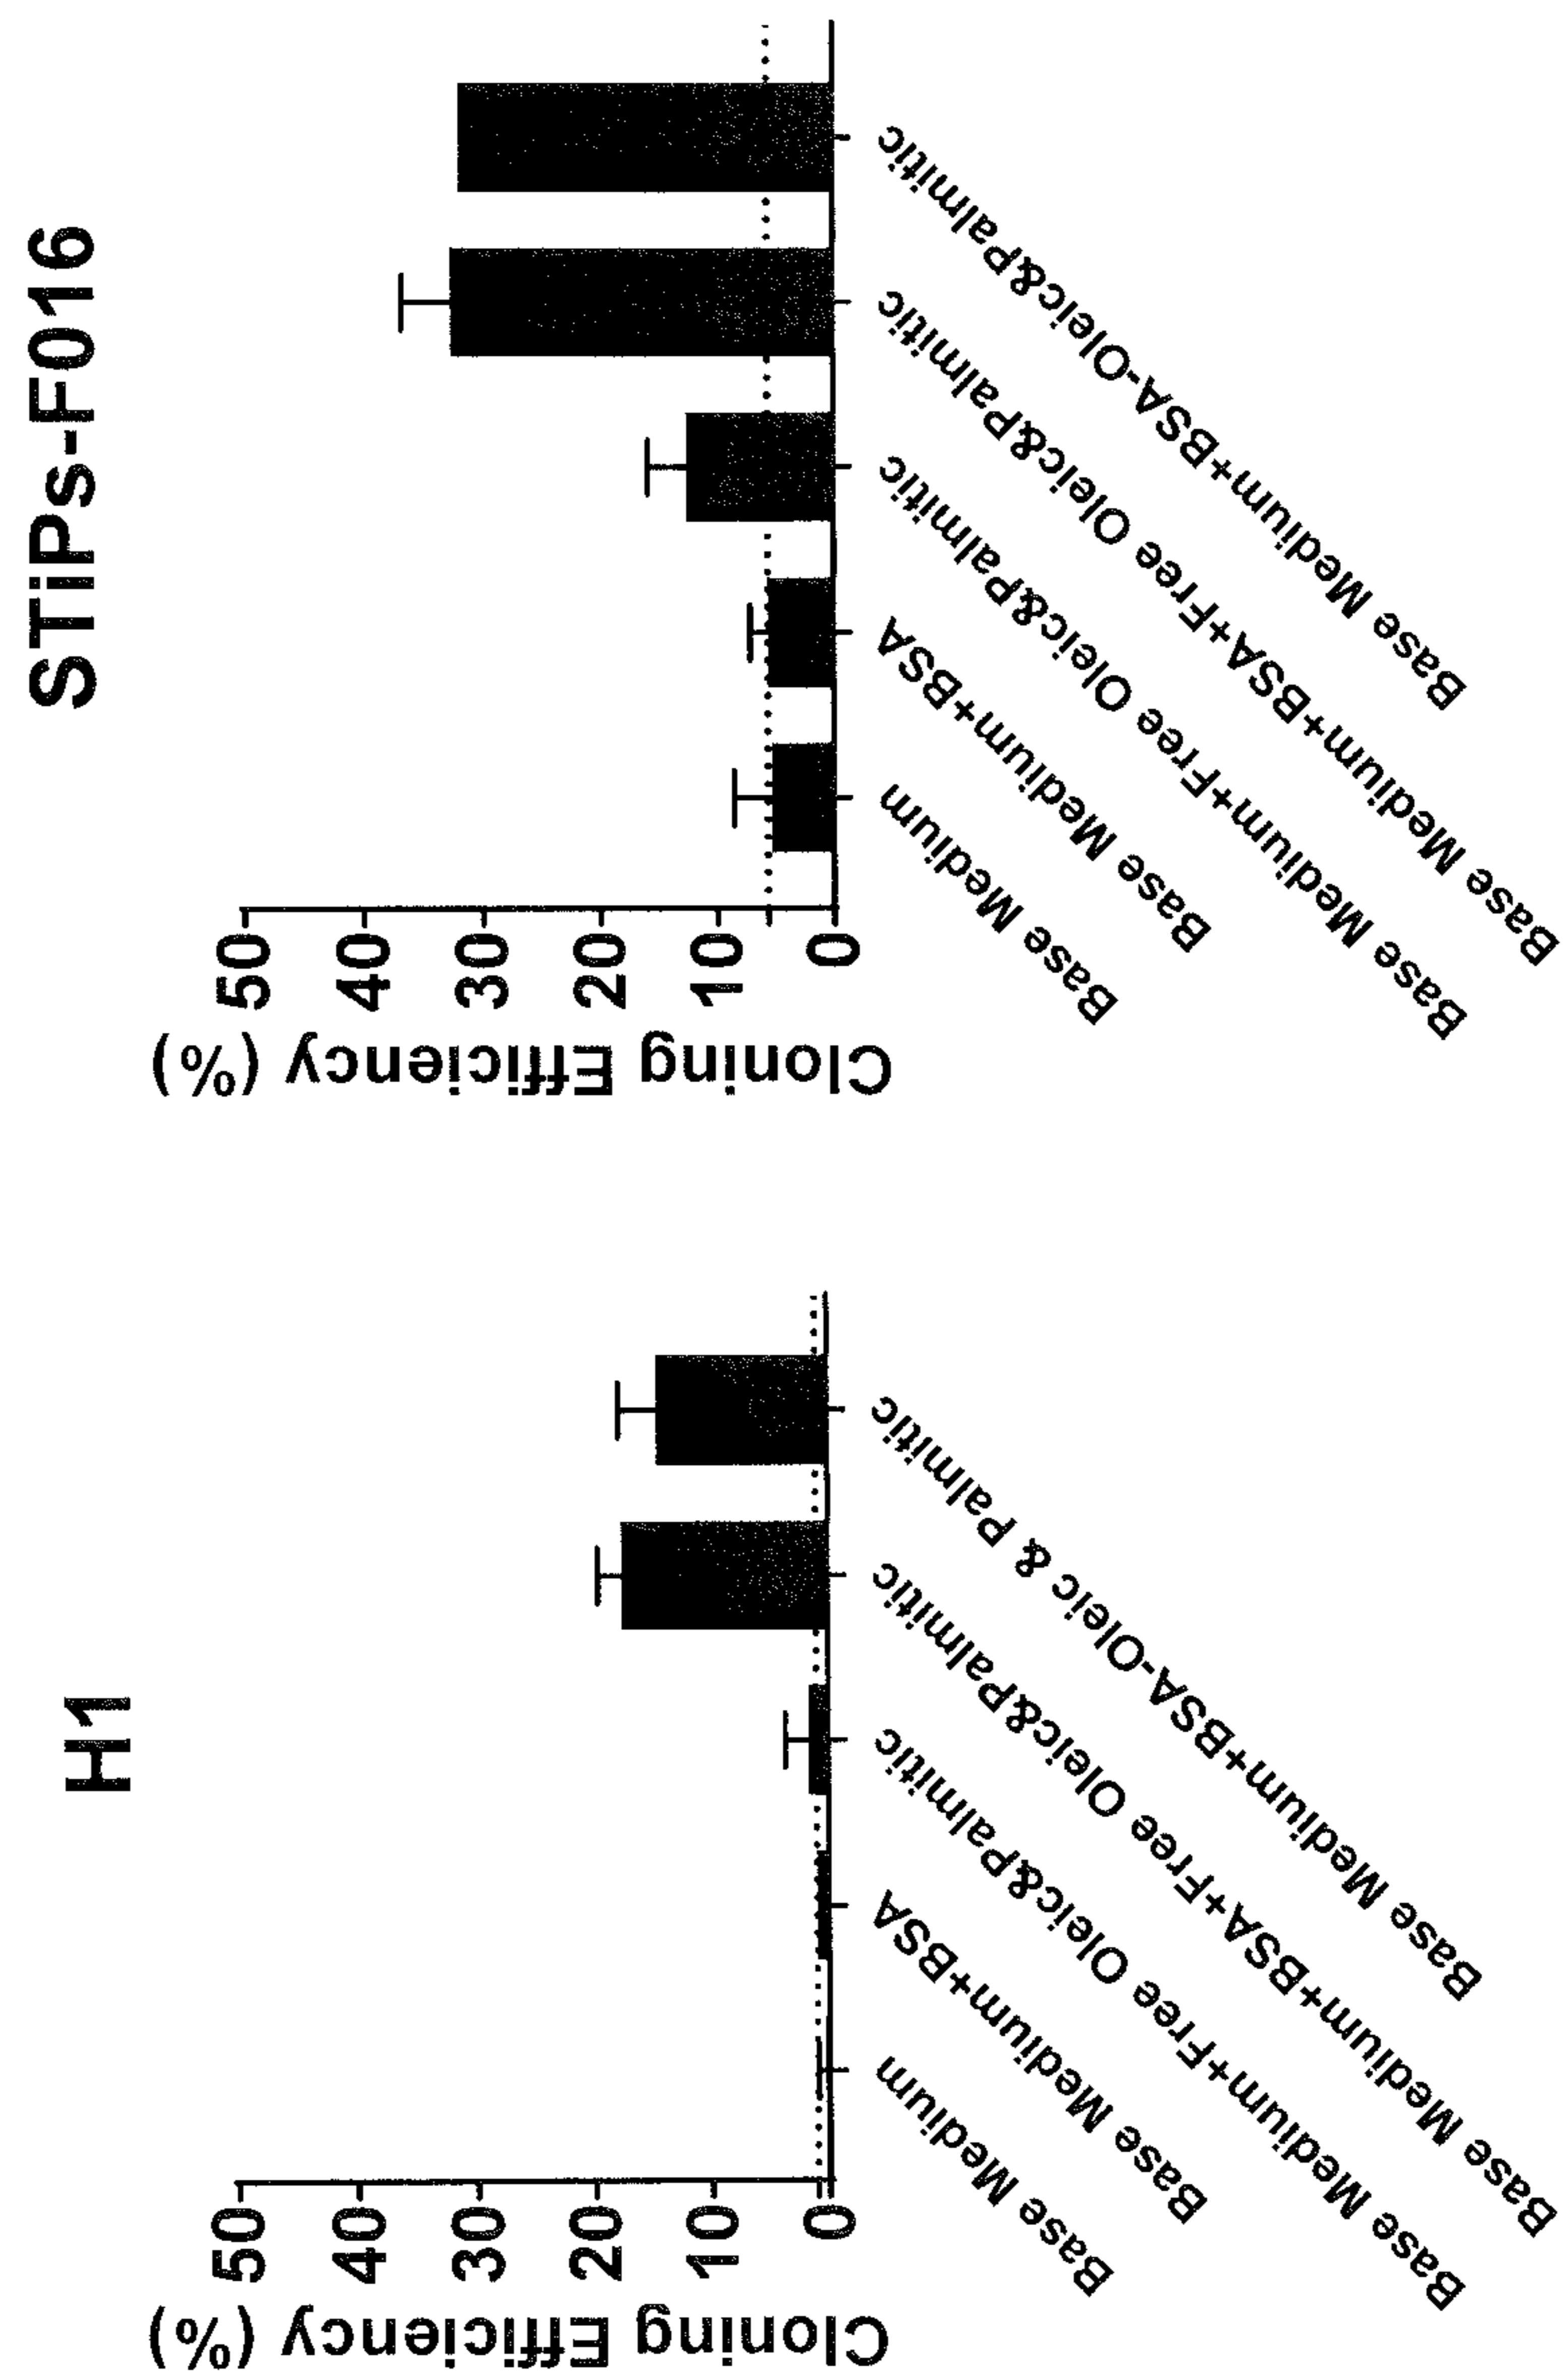 H1
Cloning Efficiency (%)
50
40
30
20
10
0
Base Medium
Base Medium+BSA
Base Medium+Free Oleic&Palmitic
Base Medium+BSA+Free Oleic&Palmitic
Base Medium+BSA-Oleic & Palmitic
STiPs-F016
Cloning Efficiency (%)
50
40
30
20
10
0
Base Medium
Base Medium+BSA
Base Medium+Free Oleic&Palmitic
Base Medium+BSA+Free Oleic&Palmitic
Base Medium+BSA-Oleic&Palmitic